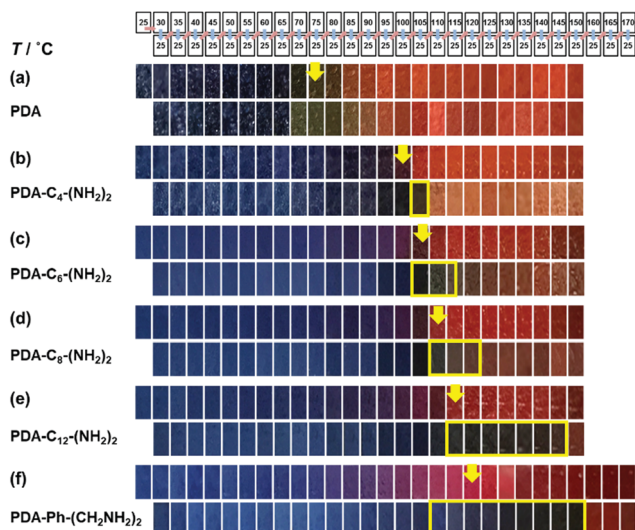 25 30 35 40 45 50 55 60 65 70 75 80 85 90 95 100 105 110 115 120 125 130 135 140 145 150 160 165 170
25 25 25 25 25 25 25 25 25 25 25 25 25 25 25 25 25 25 25 25 25 25 25 25 25 25 25 25
T / ˚C
(a)
PDA
(b)
PDA-C₄-(NH₂)₂
(c)
PDA-C₆-(NH₂)₂
(d)
PDA-C₈-(NH₂)₂
(e)
PDA-C₁₂-(NH₂)₂
(f)
PDA-Ph-(CH₂NH₂)₂